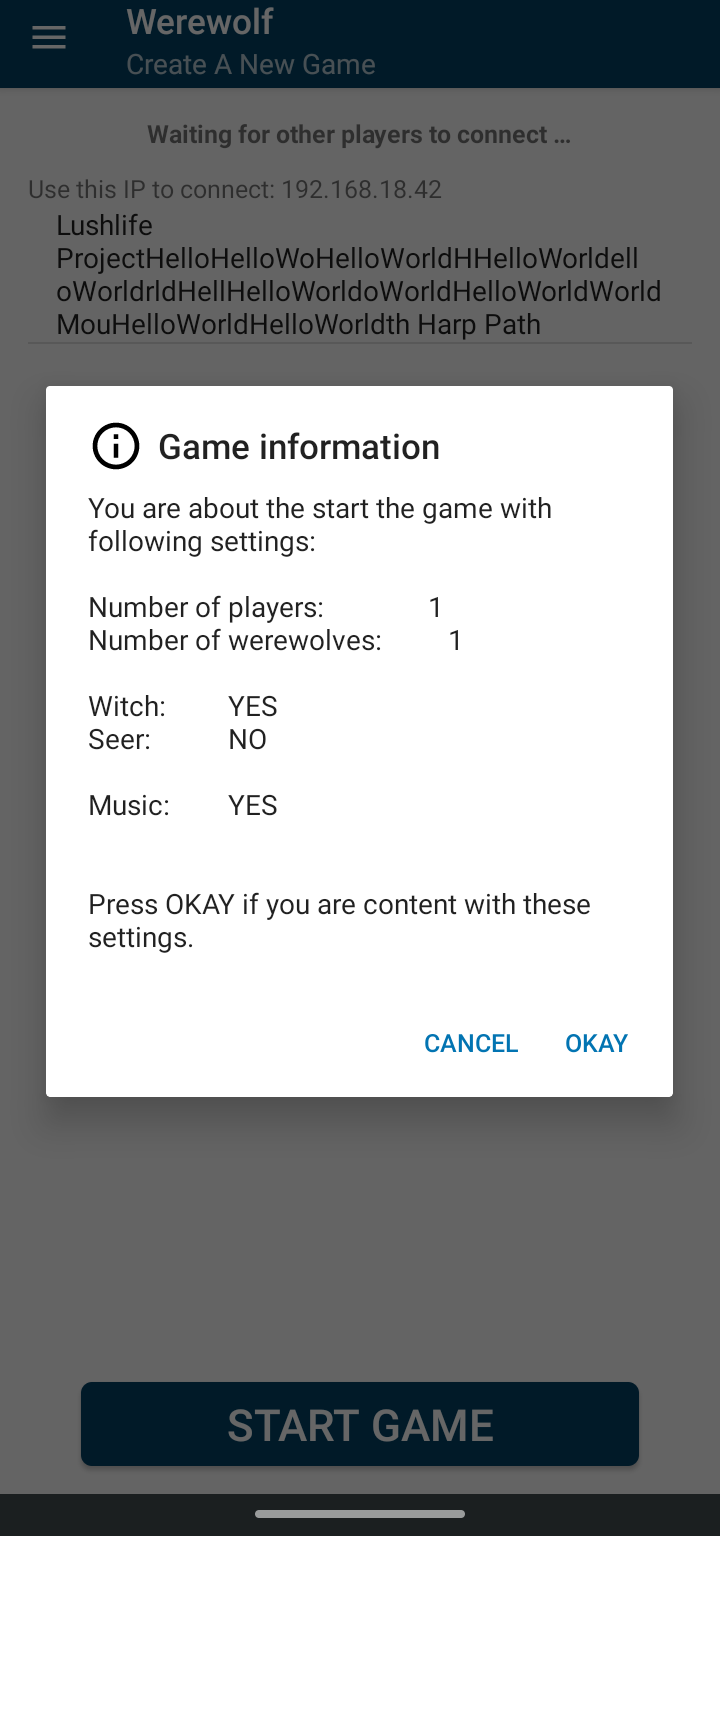 Werewolf
Create A New Game
Waiting for other players to connect ...
Use this IP to connect: 192.168.18.42
Lushlife
ProjectHelloHelloWoHelloWorldHHelloWorldell
oWorldrldHellHelloWorldoWorldHelloWorldWorld
MouHelloWorldHelloWorldth Harp Path
Game information
You are about the start the game with
following settings:
Number of players: 1
Number of werewolves: 1
Witch: YES
Seer: NO
Music: YES
Press OKAY if you are content with these
settings.
CANCEL OKAY
START GAME